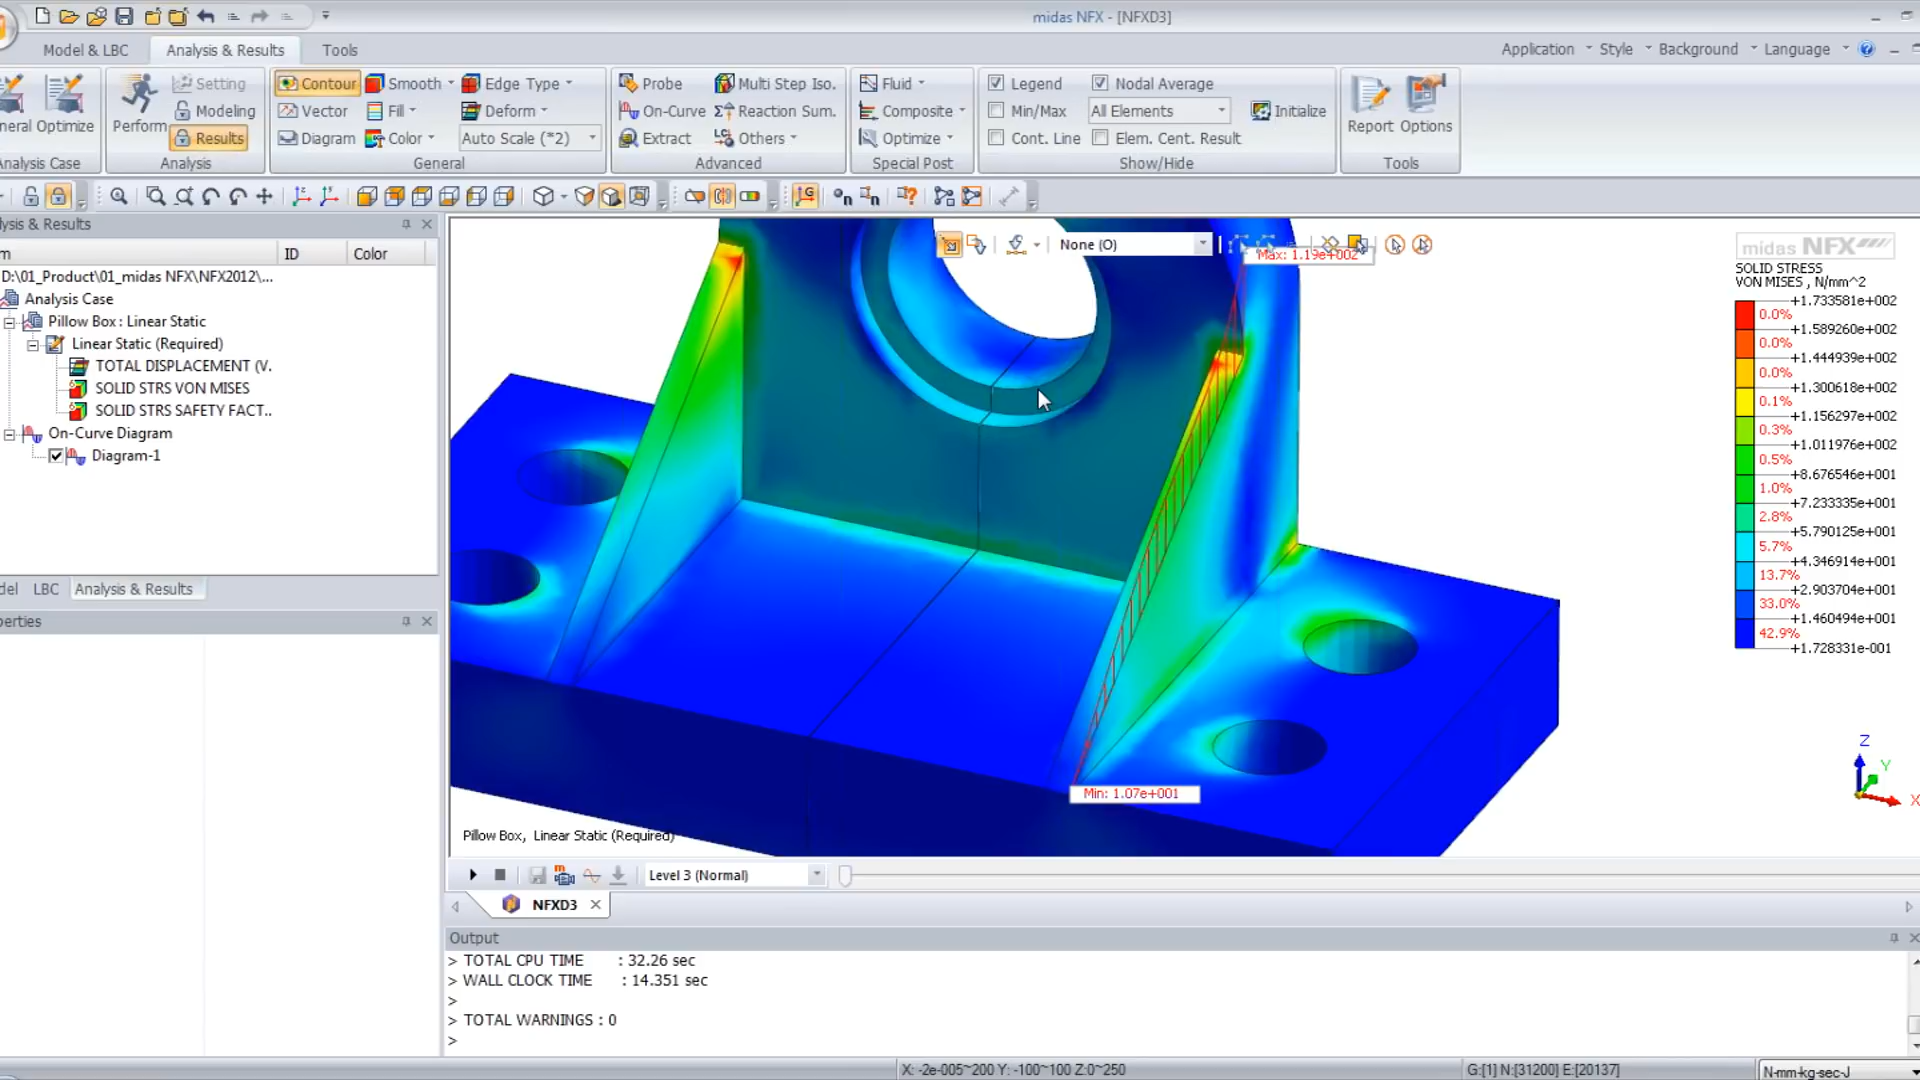 midas NFX - [NFXD3]
Model & LBC
Analysis & Results
Tools
Application
Style
Background
Language
Optimize
Perform
Setting
Modeling
Results
Contour
Vector
Diagram
Smooth
Fill
Color
Edge Type
Deform
Auto Scale (*2)
Probe
On-Curve
Extract
Multi Step Iso.
Reaction Sum.
Others
Fluid
Composite
Optimize
Legend
Min/Max
Cont. Line
Nodal Average
All Elements
Elem. Cent. Result
Initialize
Report
Options
Analysis
General
Advanced
Special Post
Show/Hide
Tools
ID
Color
D:\01_Product\01_midas NFX\NFX2012\...
Analysis Case
Pillow Box : Linear Static
Linear Static (Required)
TOTAL DISPLACEMENT (V.
SOLID STRS VON MISES
SOLID STRS SAFETY FACT..
On-Curve Diagram
Diagram-1
LBC
Analysis & Results
None (O)
Max: 1.19e+002
Min: 1.07e+001
Pillow Box, Linear Static (Required)
midas NFX
SOLID STRESS
VON MISES , N/mm^2
+1.733581e+002
0.0%
+1.589260e+002
0.0%
+1.444939e+002
0.0%
+1.300618e+002
0.1%
+1.156297e+002
0.3%
+1.011976e+002
0.5%
+8.676546e+001
1.0%
+7.233335e+001
2.8%
+5.790125e+001
5.7%
+4.346914e+001
13.7%
+2.903704e+001
33.0%
+1.460494e+001
42.9%
+1.728331e-001
Z
Y
X
Level 3 (Normal)
NFXD3
Output
> TOTAL CPU TIME : 32.26 sec
> WALL CLOCK TIME : 14.351 sec
>
> TOTAL WARNINGS : 0
>
X: -2e-005~200 Y: -100~100 Z:0~250
G:[1] N:[31200] E:[20137]
N-mm-kg-sec-J